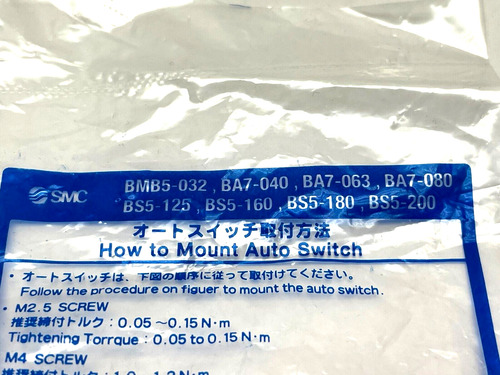 SMC
BMB5-032 , BA7-040 , BA7-063 , BA7-080
BS5-125 , BS5-160 , BS5-180 , BS5-200
オートスイッチ取付方法
How to Mount Auto Switch
・オートスイッチは、下図の順序に従って取付けてください。
Follow the procedure on figuer to mount the auto switch.
・M2.5 SCREW
推奨締付トルク：0.05～0.15 N・m
Tightening Torrque : 0.05 to 0.15 N・m
M4 SCREW